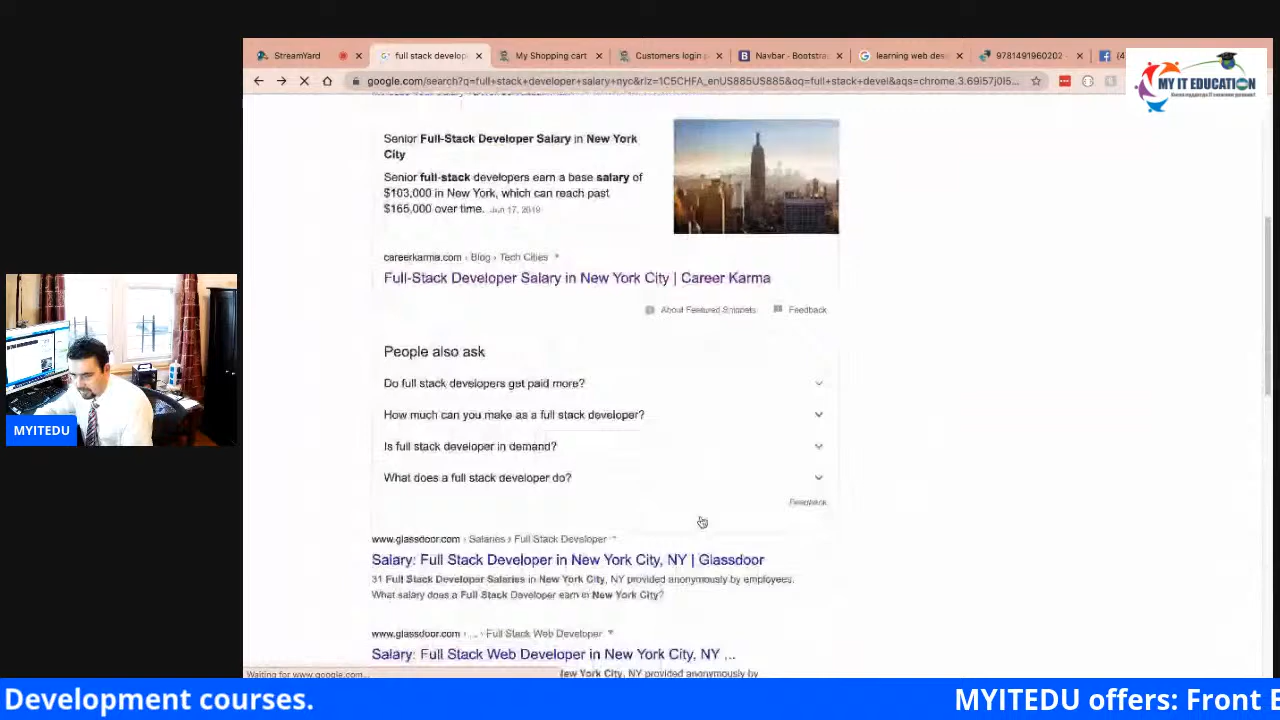 StreamYard
full stack develop
My Shopping cart
Customers login
Navbar - Bootstra
learning web des
9781491960202
(4
google.com/search?q=full+stack+developer+salary+nyc&rlz=1C5CHFA_enUS885US885&oq=full+stack+devel&aqs=chrome.3.69i57j0l5...
MY IT EDUCATION
Senior Full-Stack Developer Salary in New York
City
Senior full-stack developers earn a base salary of
$103,000 in New York, which can reach past
$165,000 over time. Jun 17, 2019
careerkarma.com › Blog › Tech Cities
Full-Stack Developer Salary in New York City | Career Karma
About Featured Snippets
Feedback
People also ask
Do full stack developers get paid more?
How much can you make as a full stack developer?
Is full stack developer in demand?
What does a full stack developer do?
Feedback
www.glassdoor.com › Salaries › Full Stack Developer
Salary: Full Stack Developer in New York City, NY | Glassdoor
31 Full Stack Developer Salaries in New York City, NY provided anonymously by employees.
What salary does a Full Stack Developer earn in New York City?
www.glassdoor.com › ... › Full Stack Web Developer
Salary: Full Stack Web Developer in New York City, NY ...
New York City, NY provided anonymously by
Waiting for www.google.com...
MYITEDU
Development courses.
MYITEDU offers: Front E